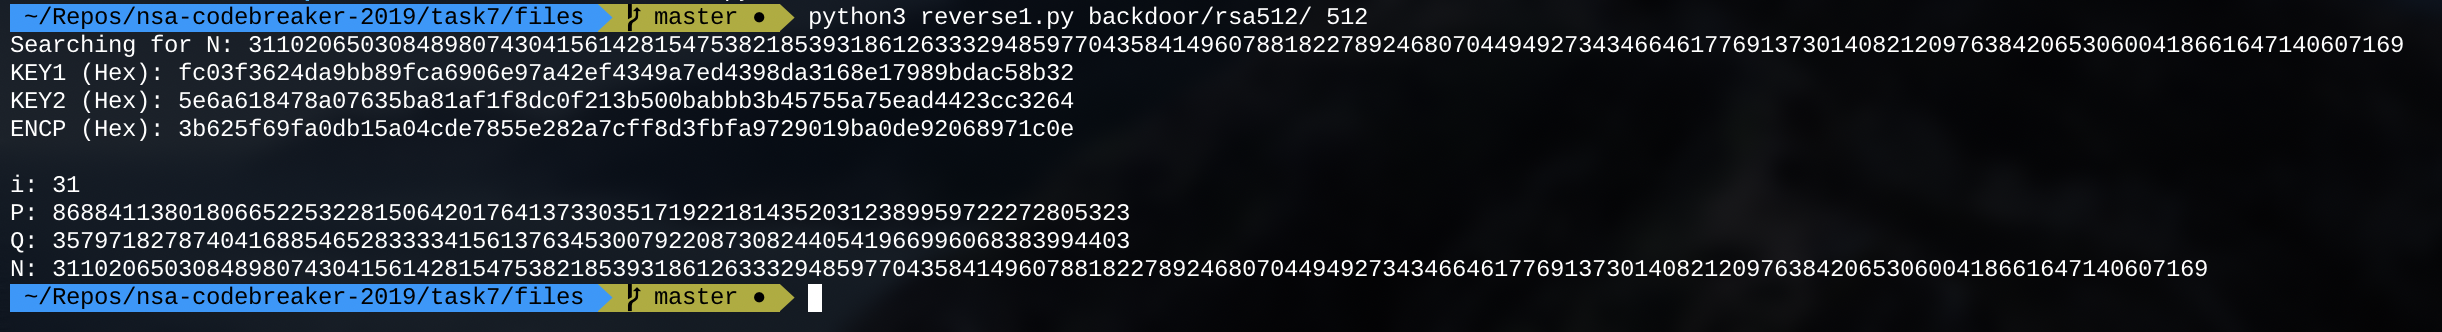 ~/Repos/nsa-codebreaker-2019/task7/files master ● python3 reverse1.py backdoor/rsa512/ 512
Searching for N: 3110206503084898074304156142815475382185393186126333294859770435841496078818227892468070449492734346646177691373014082120976384206530600418661647140607169
KEY1 (Hex): fc03f3624da9bb89fca6906e97a42ef4349a7ed4398da3168e17989bdac58b32
KEY2 (Hex): 5e6a618478a07635ba81af1f8dc0f213b500babbb3b45755a75ead4423cc3264
ENCP (Hex): 3b625f69fa0db15a04cde7855e282a7cff8d3fbfa9729019ba0de92068971c0e
i: 31
P: 86884113801806652253228150642017641373303517192218143520312389959722272805323
Q: 35797182787404168854652833334156137634530079220873082440541966996068383994403
N: 3110206503084898074304156142815475382185393186126333294859770435841496078818227892468070449492734346646177691373014082120976384206530600418661647140607169
~/Repos/nsa-codebreaker-2019/task7/files master ●